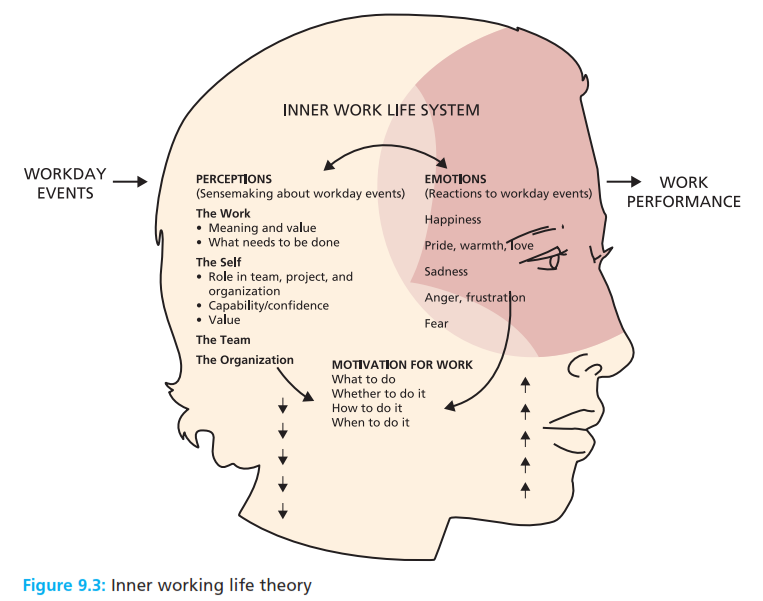 INNER WORK LIFE SYSTEM
WORKDAY
EVENTS
PERCEPTIONS
(Sensemaking about workday events)
The Work
• Meaning and value
• What needs to be done
The Self
• Role in team, project, and
organization
• Capability/confidence
• Value
The Team
The Organization
EMOTIONS
(Reactions to workday events)
Happiness
Pride, warmth, love
Sadness
Anger, frustration
Fear
MOTIVATION FOR WORK
What to do
Whether to do it
How to do it
When to do it
WORK
PERFORMANCE
Figure 9.3: Inner working life theory